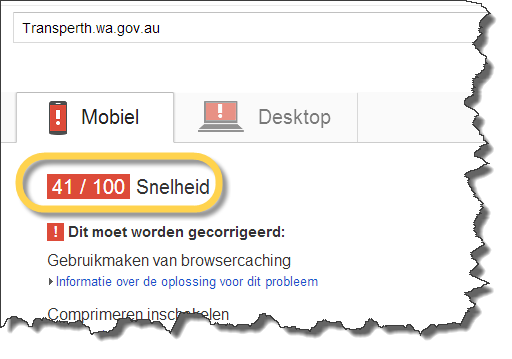 Transperth.wa.gov.au
Mobiel
Desktop
41 / 100 Snelheid
! Dit moet worden gecorrigeerd:
Gebruikmaken van browsercaching
Informatie over de oplossing voor dit probleem
Comprimeren inschakelen